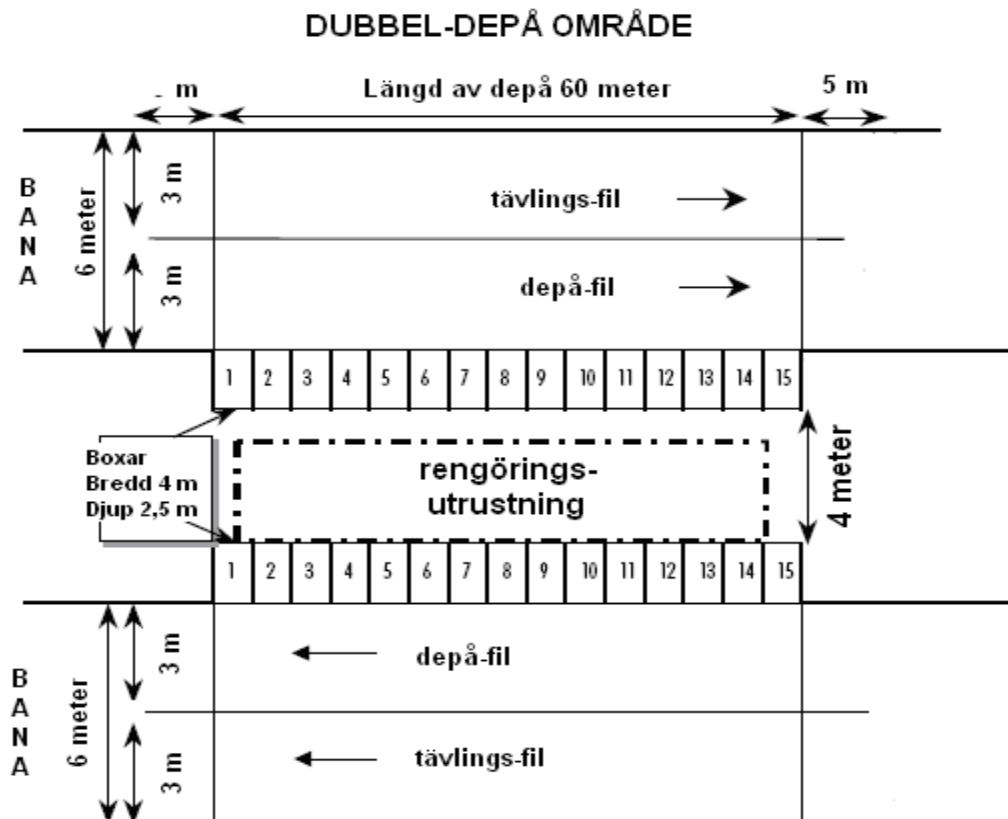 DUBBEL-DEPÅ OMRÅDE
m
Längd av depå 60 meter
5 m
BANA
6 meter
3 m
3 m
tävlings-fil
depå-fil
1 2 3 4 5 6 7 8 9 10 11 12 13 14 15
Boxar
Bredd 4 m
Djup 2,5 m
rengörings-
utrustning
4 meter
1 2 3 4 5 6 7 8 9 10 11 12 13 14 15
BANA
6 meter
3 m
3 m
depå-fil
tävlings-fil